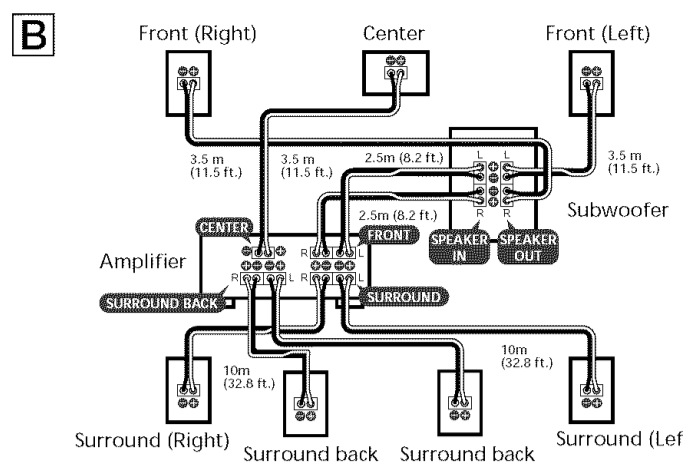 B
Front (Right)
Center
Front (Left)
3.5 m
(11.5 ft.)
3.5 m
(11.5 ft.)
2.5m (8.2 ft.)
L
L
3.5 m
(11.5 ft.)
2.5m (8.2 ft.)
R
R
Subwoofer
CENTER
FRONT
SPEAKER
IN
SPEAKER
OUT
Amplifier
R
L
R
L
R
L
SURROUND BACK
SURROUND
10m
(32.8 ft.)
10m
(32.8 ft.)
Surround (Right)
Surround back
Surround back
Surround (Lef